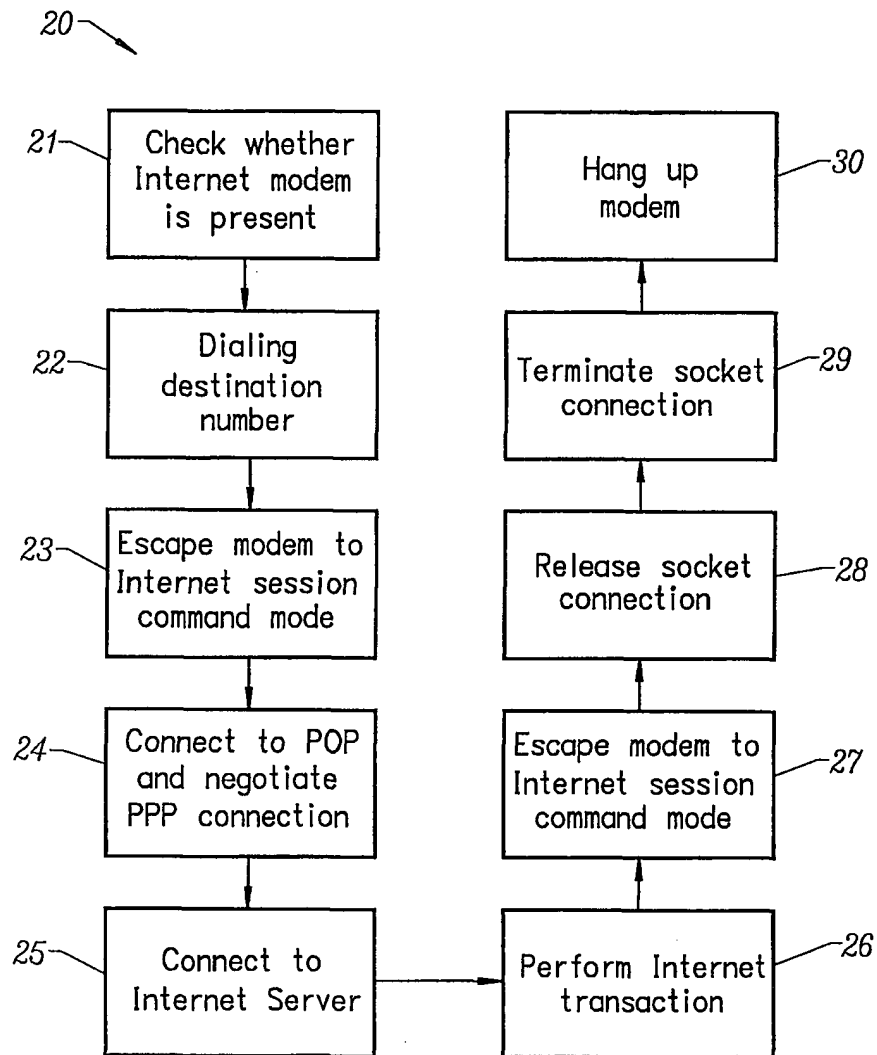 20
21
Check whether
Internet modem
is present
22
Dialing
destination
number
23
Escape modem to
Internet session
command mode
24
Connect to POP
and negotiate
PPP connection
25
Connect to
Internet Server
26
Perform Internet
transaction
27
Escape modem to
Internet session
command mode
28
Release socket
connection
29
Terminate socket
connection
30
Hang up
modem